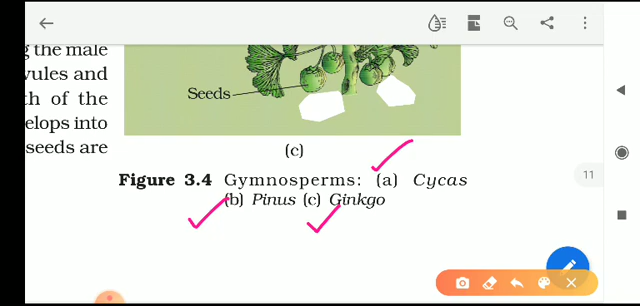 g the male
vules and
th of the
elops into
seeds are
Seeds
(c)
Figure 3.4 Gymnosperms: (a) Cycas
(b) Pinus (c) Ginkgo
11